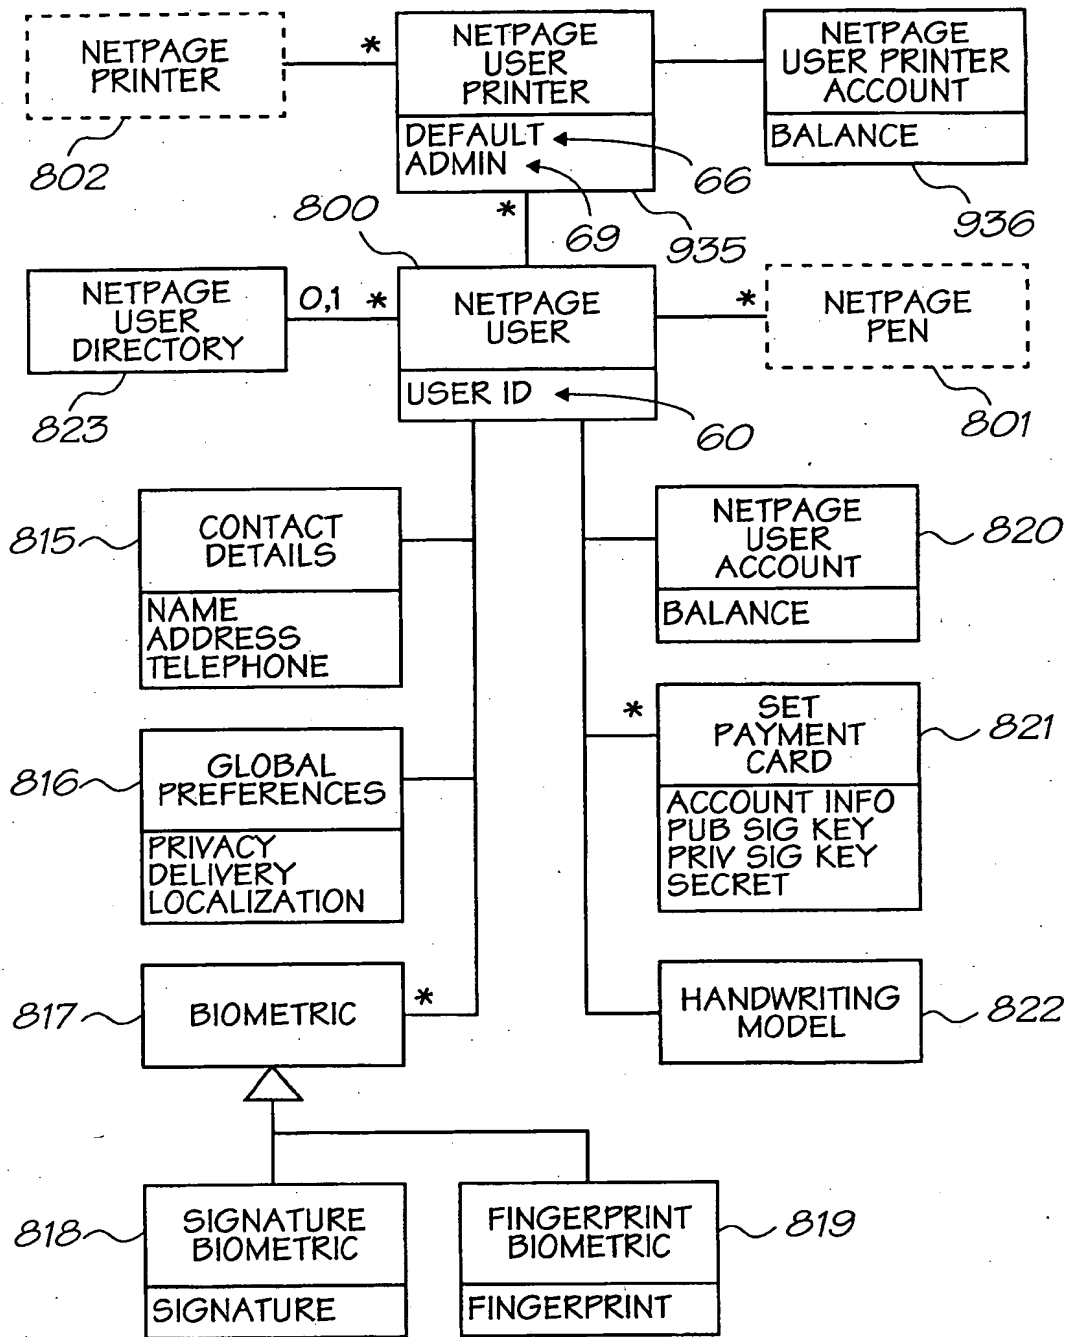 NETPAGE
PRINTER
802
*
NETPAGE
USER
PRINTER
DEFAULT
ADMIN
66
69
935
NETPAGE
USER PRINTER
ACCOUNT
BALANCE
936
*
800
NETPAGE
USER
DIRECTORY
823
0,1 *
NETPAGE
USER
USER ID
60
*
NETPAGE
PEN
801
815
CONTACT
DETAILS
NAME
ADDRESS
TELEPHONE
NETPAGE
USER
ACCOUNT
BALANCE
820
816
GLOBAL
PREFERENCES
PRIVACY
DELIVERY
LOCALIZATION
*
SET
PAYMENT
CARD
ACCOUNT INFO
PUB SIG KEY
PRIV SIG KEY
SECRET
821
817
BIOMETRIC
*
HANDWRITING
MODEL
822
818
SIGNATURE
BIOMETRIC
SIGNATURE
FINGERPRINT
BIOMETRIC
FINGERPRINT
819